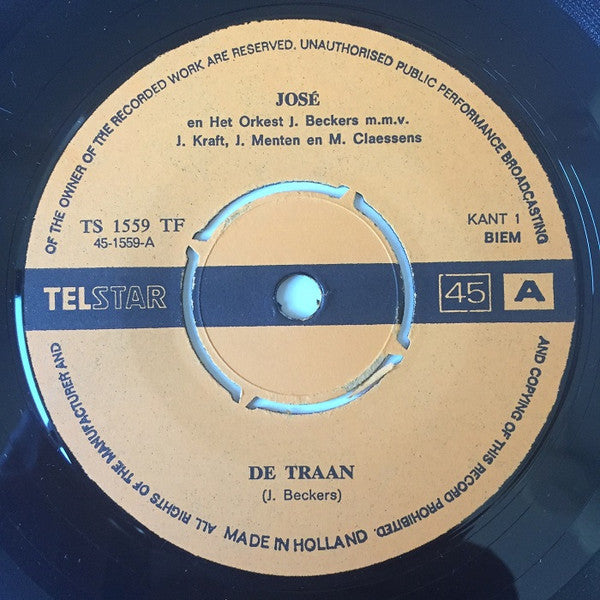 ALL RIGHTS OF THE MANUFACTURER AND OF THE OWNER OF THE RECORDED WORK ARE RESERVED. UNAUTHORISED PUBLIC PERFORMANCE BROADCASTING AND COPYING OF THIS RECORD PROHIBITED.
JOSÉ
en Het Orkest J. Beckers m.m.v.
J. Kraft, J. Menten en M. Claessens
TS 1559 TF
45-1559-A
KANT 1
BIEM
TELSTAR
45 A
DE TRAAN
(J. Beckers)
MADE IN HOLLAND